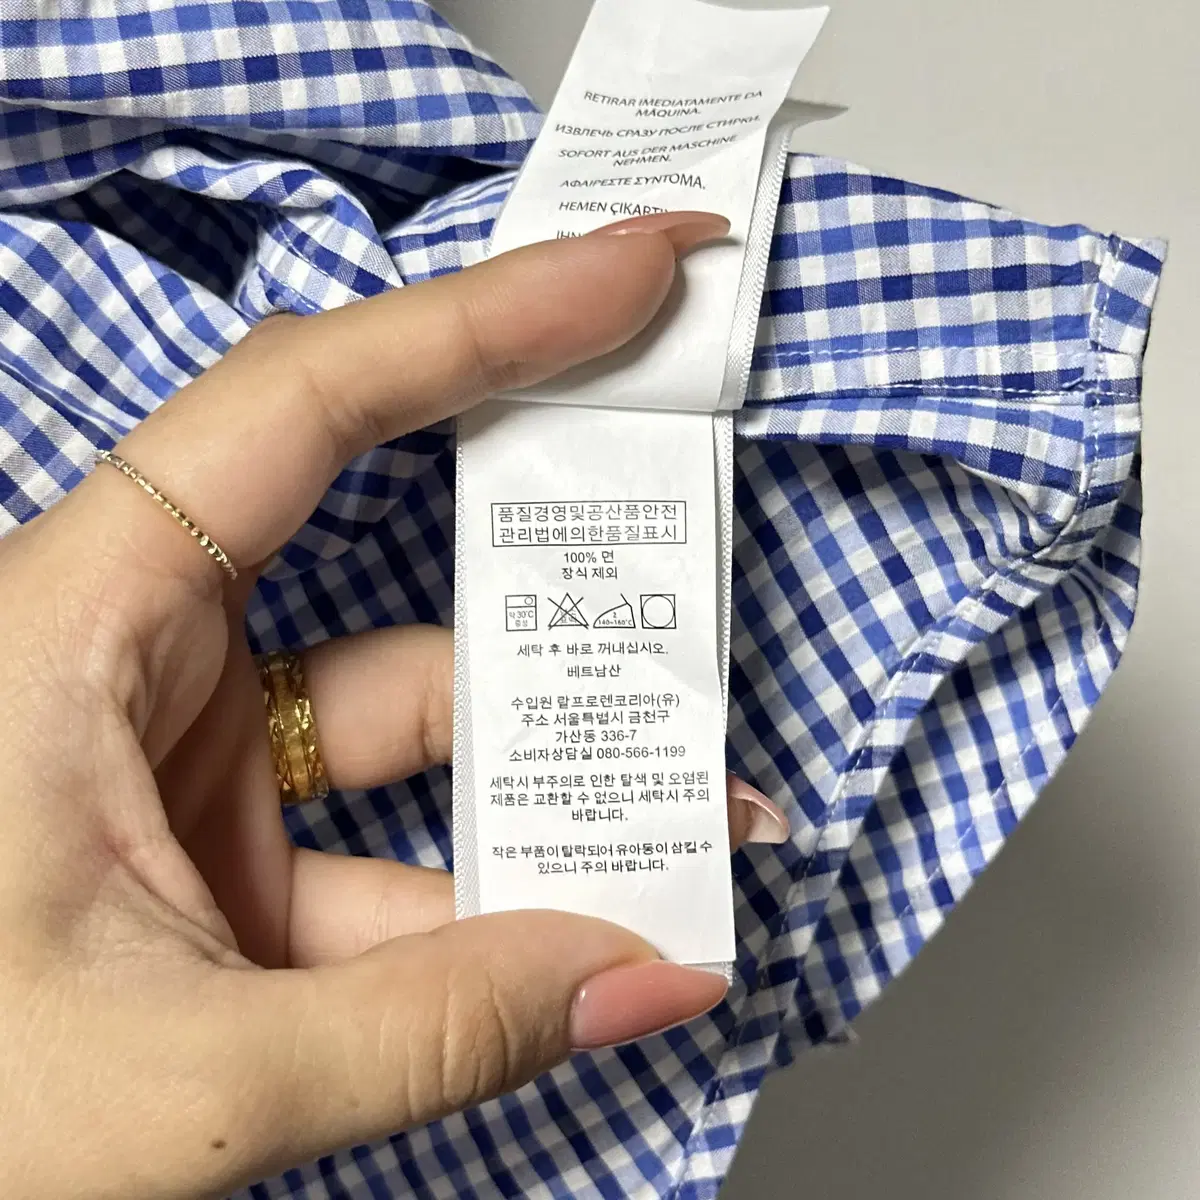 RETIRAR IMEDIATAMENTE DA
MÁQUINA.
ИЗВЛЕЧЬ СРАЗУ ПОСЛЕ СТИРКИ.
SOFORT AUS DER MASCHINE
NEHMEN.
ΑΦΑΙΡΕΣΤΕ ΣΥΝΤΟΜΑ.
HEMEN
품질경영및공산품안전
관리법에의한품질표시
100% 면
장식 제외
약 30°C
중성
140~160°C
세탁 후 바로 꺼내십시오.
베트남산
수입원 랄프로렌코리아(유)
주소 서울특별시 금천구
가산동 336-7
소비자상담실 080-566-1199
세탁시 부주의로 인한 탈색 및 오염된
제품은 교환할 수 없으니 세탁시 주의
바랍니다.
작은 부품이 탈락되어 유아동이 삼킬 수
있으니 주의 바랍니다.